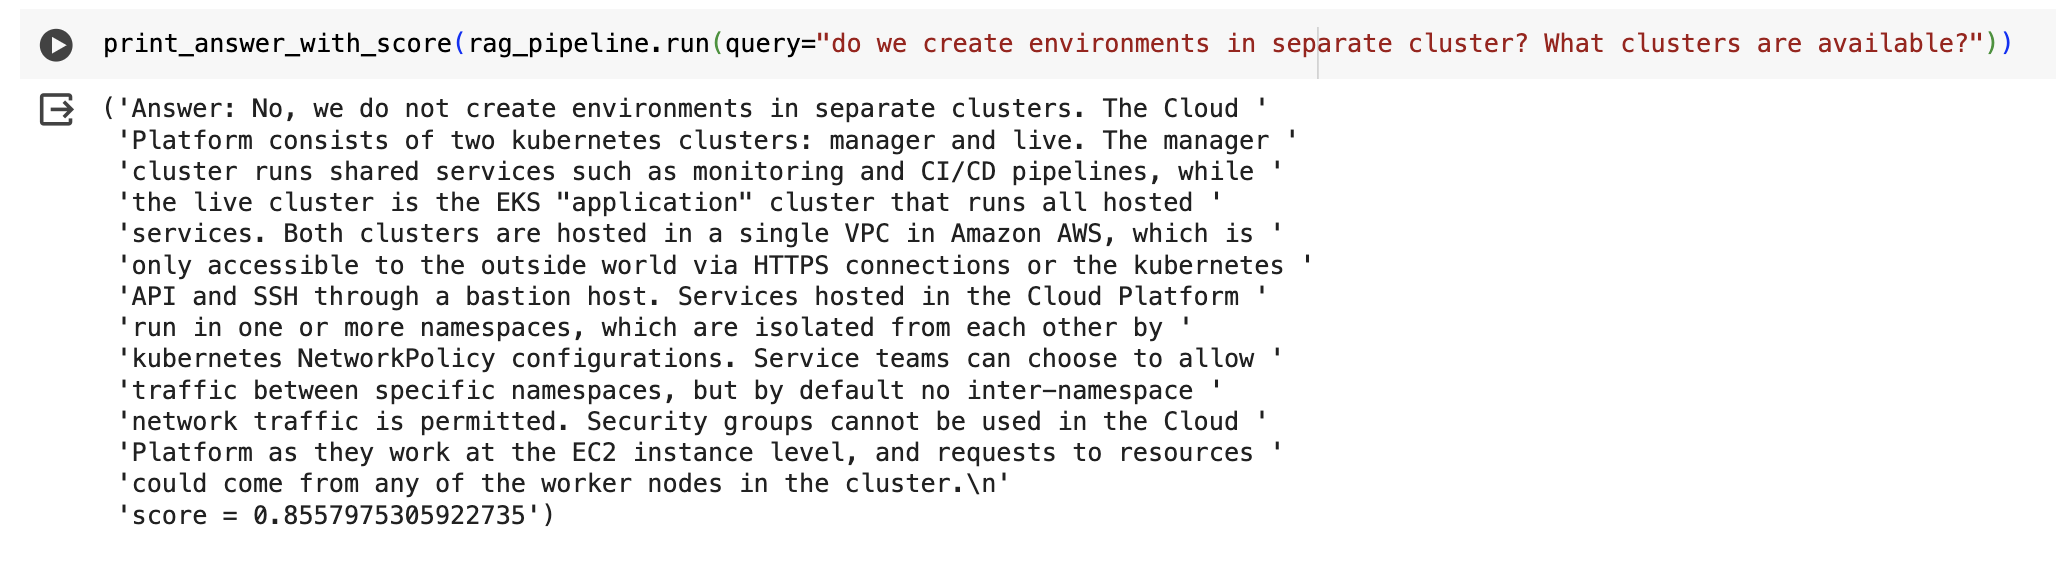 print_answer_with_score(rag_pipeline.run(query="do we create environments in separate cluster? What clusters are available?"))
('Answer: No, we do not create environments in separate clusters. The Cloud '
'Platform consists of two kubernetes clusters: manager and live. The manager '
'cluster runs shared services such as monitoring and CI/CD pipelines, while '
'the live cluster is the EKS "application" cluster that runs all hosted '
'services. Both clusters are hosted in a single VPC in Amazon AWS, which is '
'only accessible to the outside world via HTTPS connections or the kubernetes '
'API and SSH through a bastion host. Services hosted in the Cloud Platform '
'run in one or more namespaces, which are isolated from each other by '
'kubernetes NetworkPolicy configurations. Service teams can choose to allow '
'traffic between specific namespaces, but by default no inter-namespace '
'network traffic is permitted. Security groups cannot be used in the Cloud '
'Platform as they work at the EC2 instance level, and requests to resources '
'could come from any of the worker nodes in the cluster.\n'
'score = 0.8557975305922735')